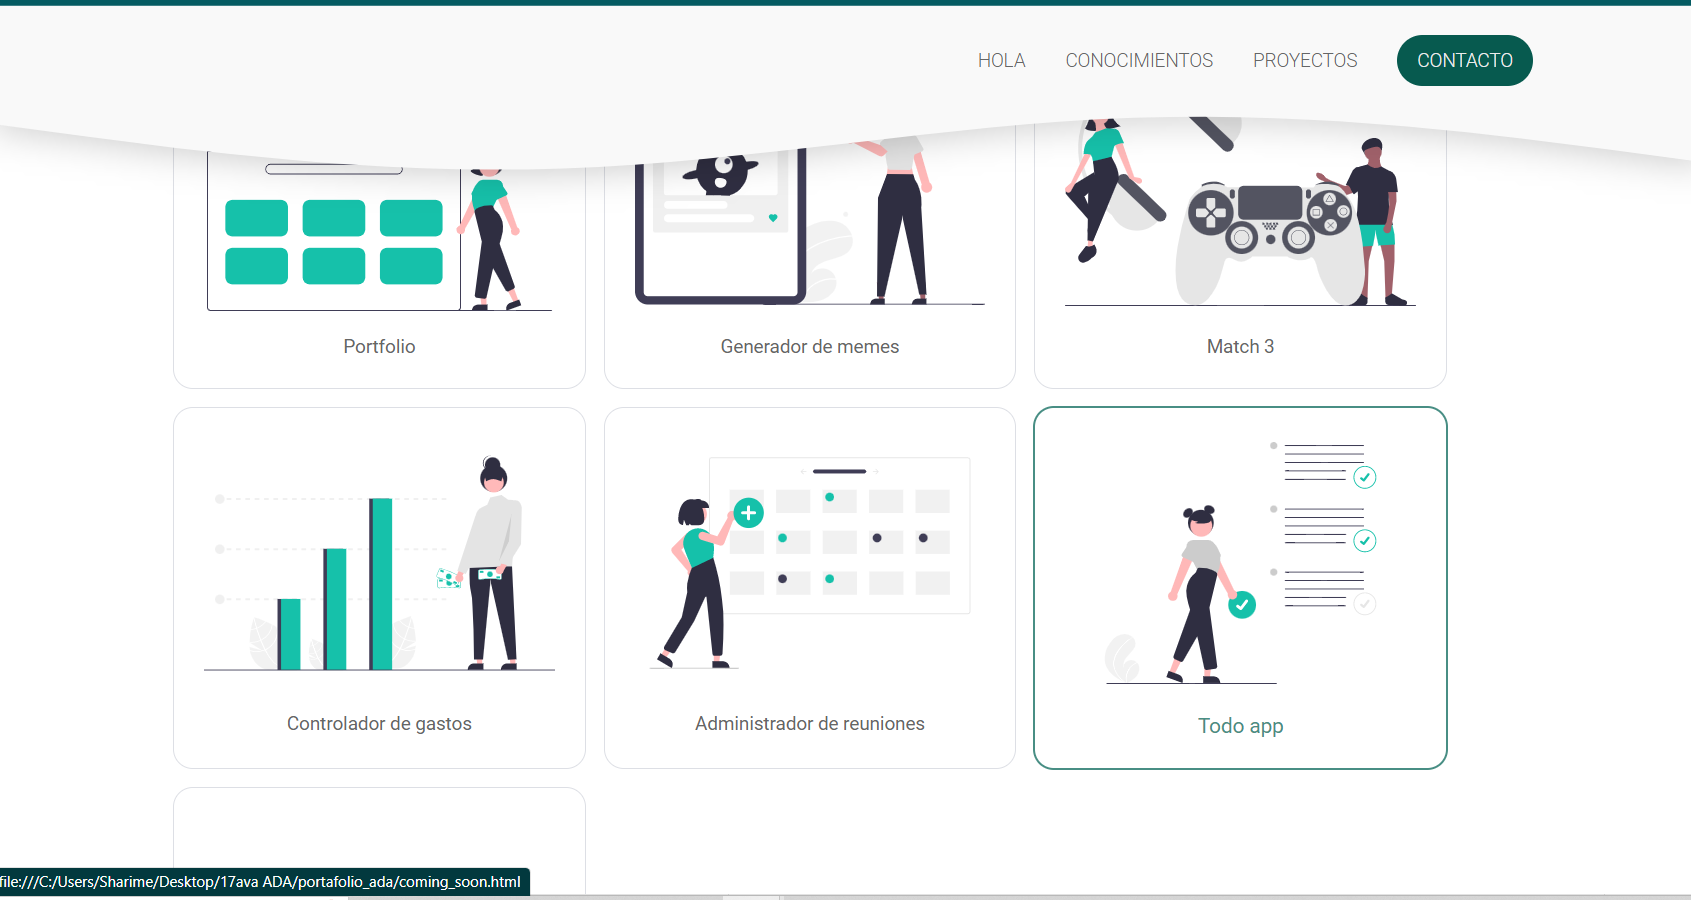 HOLA CONOCIMIENTOS PROYECTOS CONTACTO
Portfolio
Generador de memes
Match 3
Controlador de gastos
Administrador de reuniones
Todo app
file:///C:/Users/Sharime/Desktop/17ava ADA/portafolio_ada/coming_soon.html